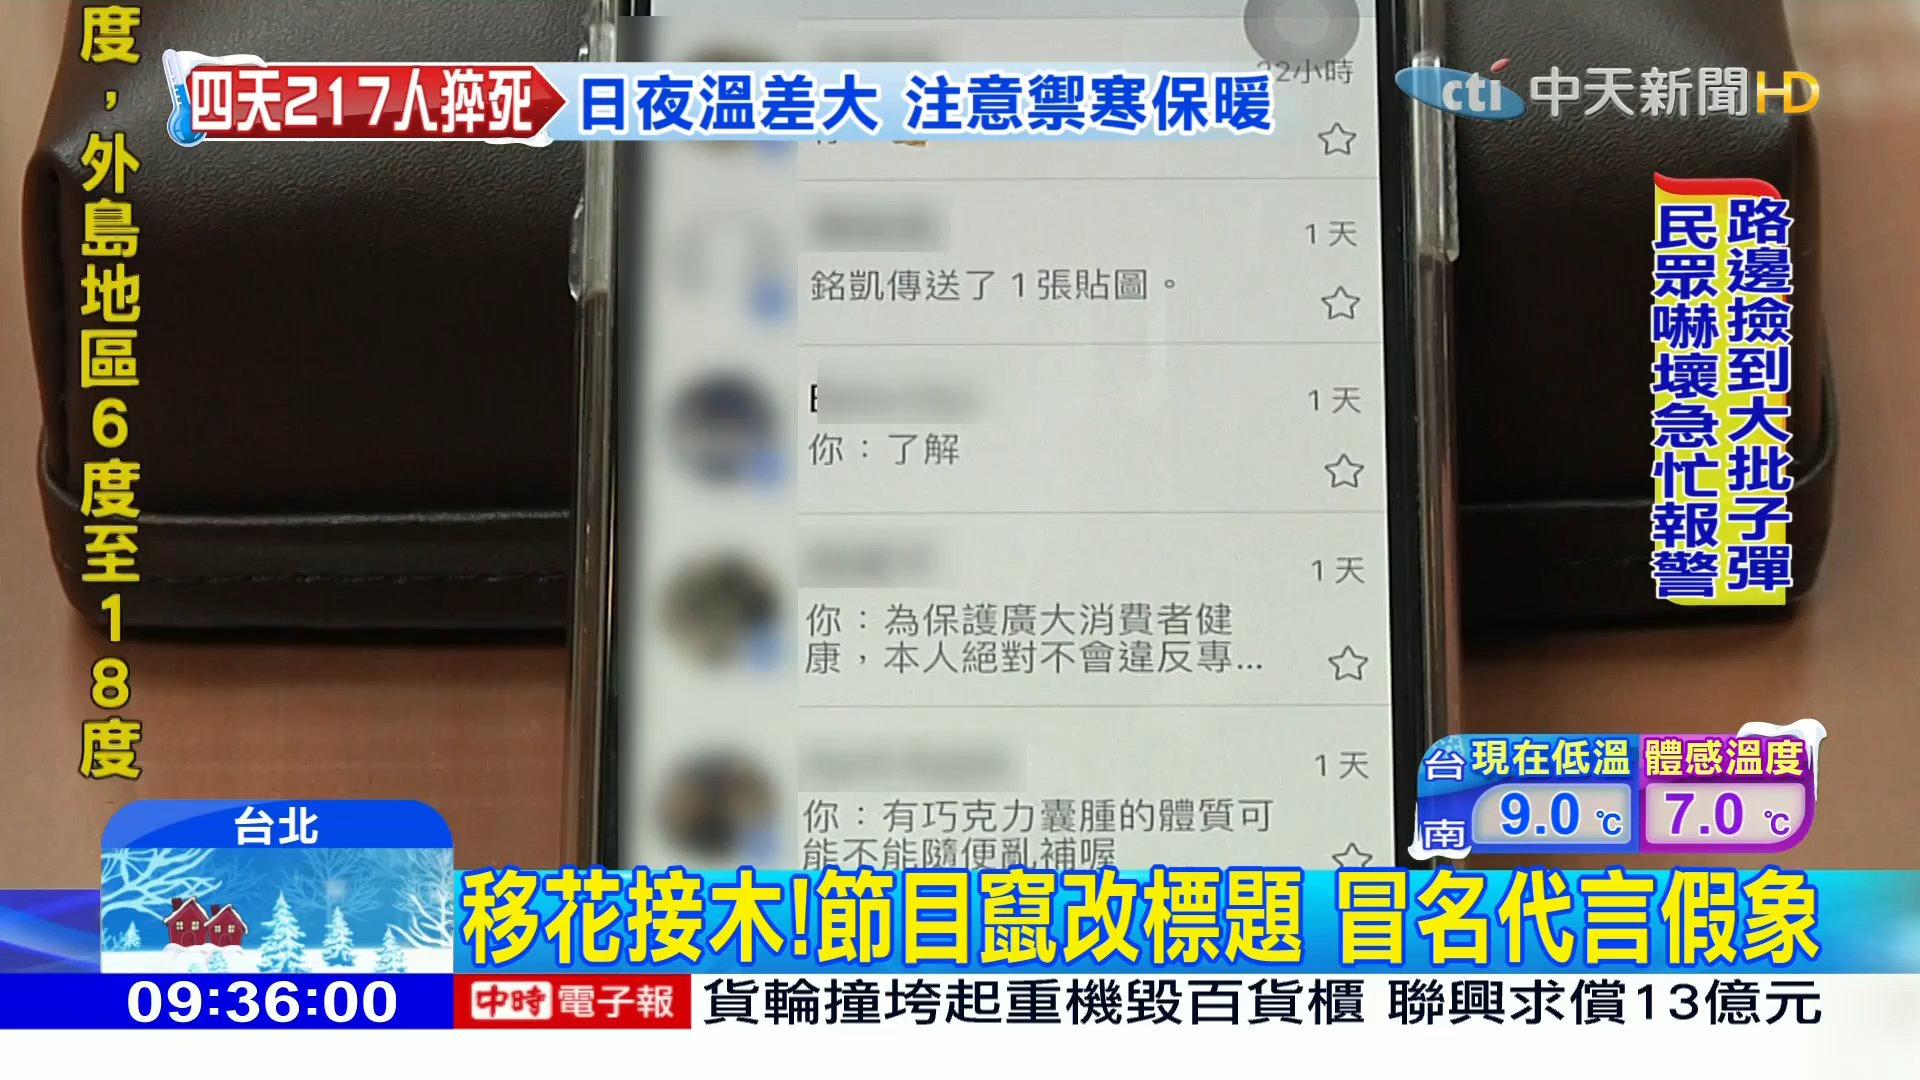 度，外島地區6度至18度
四天217人猝死
日夜溫差大 注意禦寒保暖
cti 中天新聞HD
22小時
1天
銘凱傳送了1張貼圖。
1天
你：了解
1天
你：為保護廣大消費者健
康，本人絕對不會違反專...
1天
你：有巧克力囊腫的體質可
能不能隨便亂補喔
路邊撿到大批子彈
民眾嚇壞急忙報警
台南
現在低溫
9.0℃
體感溫度
7.0℃
台北
移花接木!節目竄改標題 冒名代言假象
09:36:00
中時電子報
貨輪撞垮起重機毀百貨櫃 聯興求償13億元